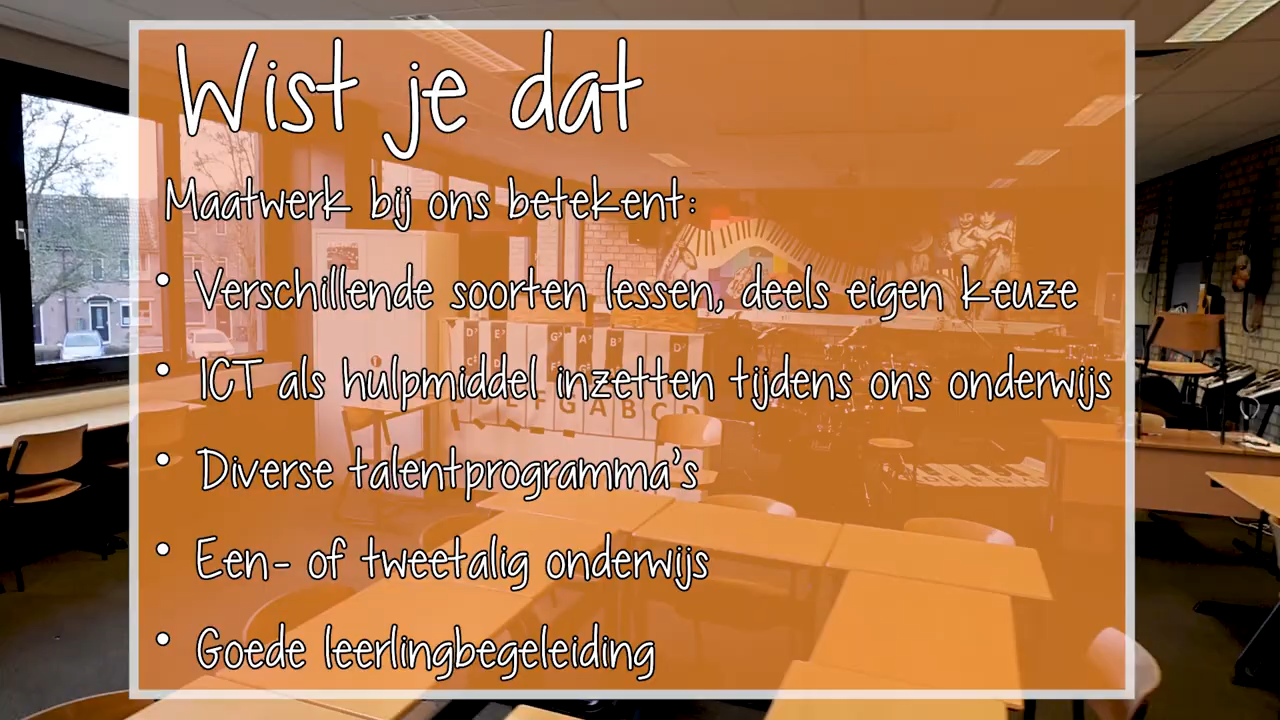 Wist je dat
Maatwerk bij ons betekent:
• Verschillende soorten lessen, deels eigen keuze
• ICT als hulpmiddel inzetten tijdens ons onderwijs
• Diverse talentprogramma's
• Een- of tweetalig onderwijs
• Goede leerlingbegeleiding